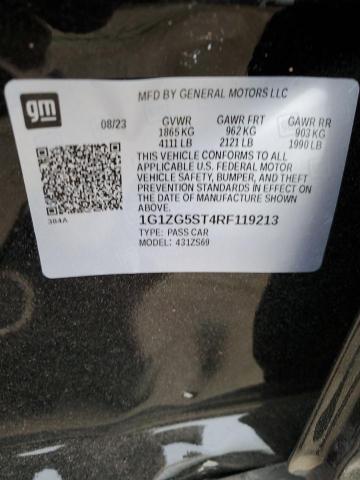 gm
MFD BY GENERAL MOTORS LLC
08/23 GVWR GAWR FRT GAWR RR
1865 KG 962 KG 903 KG
4111 LB 2121 LB 1990 LB
THIS VEHICLE CONFORMS TO ALL
APPLICABLE U.S. FEDERAL MOTOR
VEHICLE SAFETY, BUMPER, AND THEFT
PREVENTION STANDARDS IN EFFECT ON
THE DATE OF MANUFACTURE SHOWN
ABOVE.
384A
1G1ZG5ST4RF119213
TYPE: PASS CAR
MODEL: 431ZS69